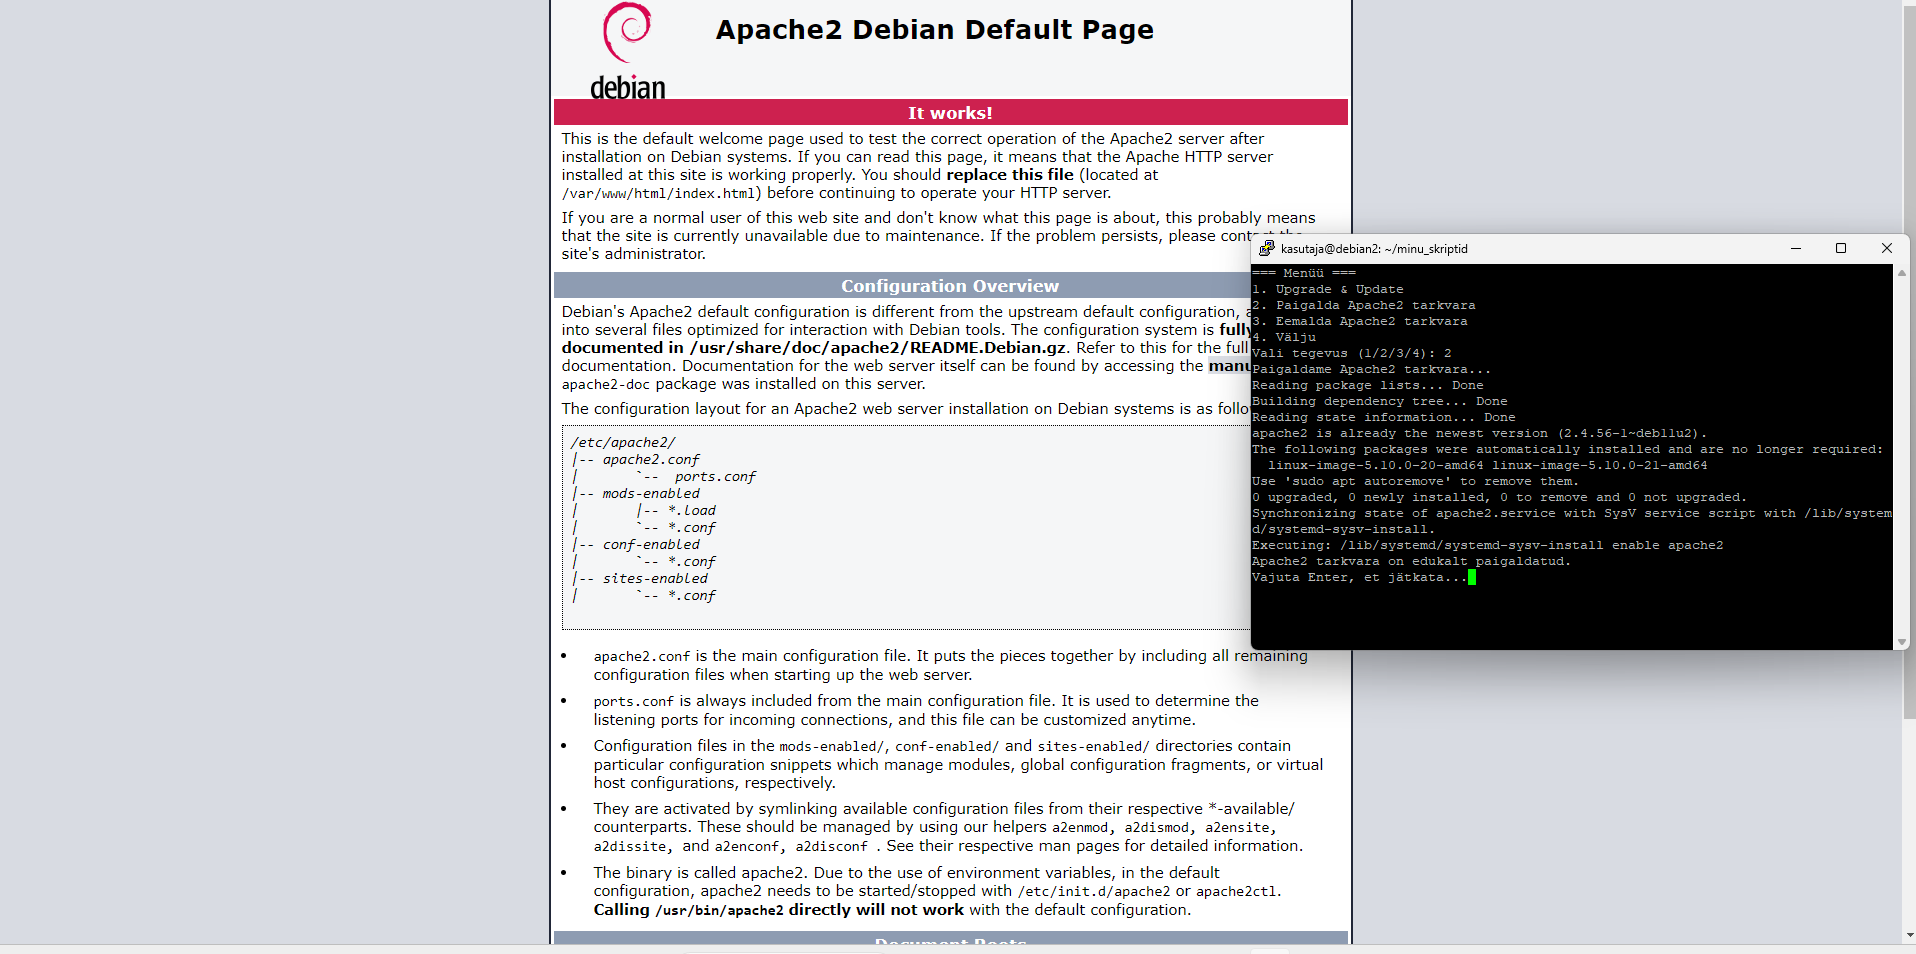 debian
Apache2 Debian Default Page
It works!
This is the default welcome page used to test the correct operation of the Apache2 server after
installation on Debian systems. If you can read this page, it means that the Apache HTTP server
installed at this site is working properly. You should replace this file (located at
/var/www/html/index.html) before continuing to operate your HTTP server.
If you are a normal user of this web site and don't know what this page is about, this probably means
that the site is currently unavailable due to maintenance. If the problem persists, please contact the
site's administrator.
Configuration Overview
Debian's Apache2 default configuration is different from the upstream default configuration,
into several files optimized for interaction with Debian tools. The configuration system is fully
documented in /usr/share/doc/apache2/README.Debian.gz. Refer to this for the full
documentation. Documentation for the web server itself can be found by accessing the
apache2-doc package was installed on this server.
The configuration layout for an Apache2 web server installation on Debian systems is as
/etc/apache2/
|-- apache2.conf
|       `--  ports.conf
|-- mods-enabled
|       |-- *.load
|       `-- *.conf
|-- conf-enabled
|       `-- *.conf
|-- sites-enabled
|       `-- *.conf
• apache2.conf is the main configuration file. It puts the pieces together by including all remaining
configuration files when starting up the web server.
• ports.conf is always included from the main configuration file. It is used to determine the
listening ports for incoming connections, and this file can be customized anytime.
• Configuration files in the mods-enabled/, conf-enabled/ and sites-enabled/ directories contain
particular configuration snippets which manage modules, global configuration fragments, or virtual
host configurations, respectively.
• They are activated by symlinking available configuration files from their respective *-available/
counterparts. These should be managed by using our helpers a2enmod, a2dismod, a2ensite,
a2dissite, and a2enconf, a2disconf . See their respective man pages for detailed information.
• The binary is called apache2. Due to the use of environment variables, in the default
configuration, apache2 needs to be started/stopped with /etc/init.d/apache2 or apache2ctl.
Calling /usr/bin/apache2 directly will not work with the default configuration.
Document Roots
kasutaja@debian2: ~/minu_skriptid
=== Menüü ===
1. Upgrade & Update
2. Paigalda Apache2 tarkvara
3. Eemalda Apache2 tarkvara
4. Välju
Vali tegevus (1/2/3/4): 2
Paigaldame Apache2 tarkvara...
Reading package lists... Done
Building dependency tree... Done
Reading state information... Done
apache2 is already the newest version (2.4.56-1~deb11u2).
The following packages were automatically installed and are no longer required:
  linux-image-5.10.0-20-amd64 linux-image-5.10.0-21-amd64
Use 'sudo apt autoremove' to remove them.
0 upgraded, 0 newly installed, 0 to remove and 0 not upgraded.
Synchronizing state of apache2.service with SysV service script with /lib/system
d/systemd-sysv-install.
Executing: /lib/systemd/systemd-sysv-install enable apache2
Apache2 tarkvara on edukalt paigaldatud.
Vajuta Enter, et jätkata...